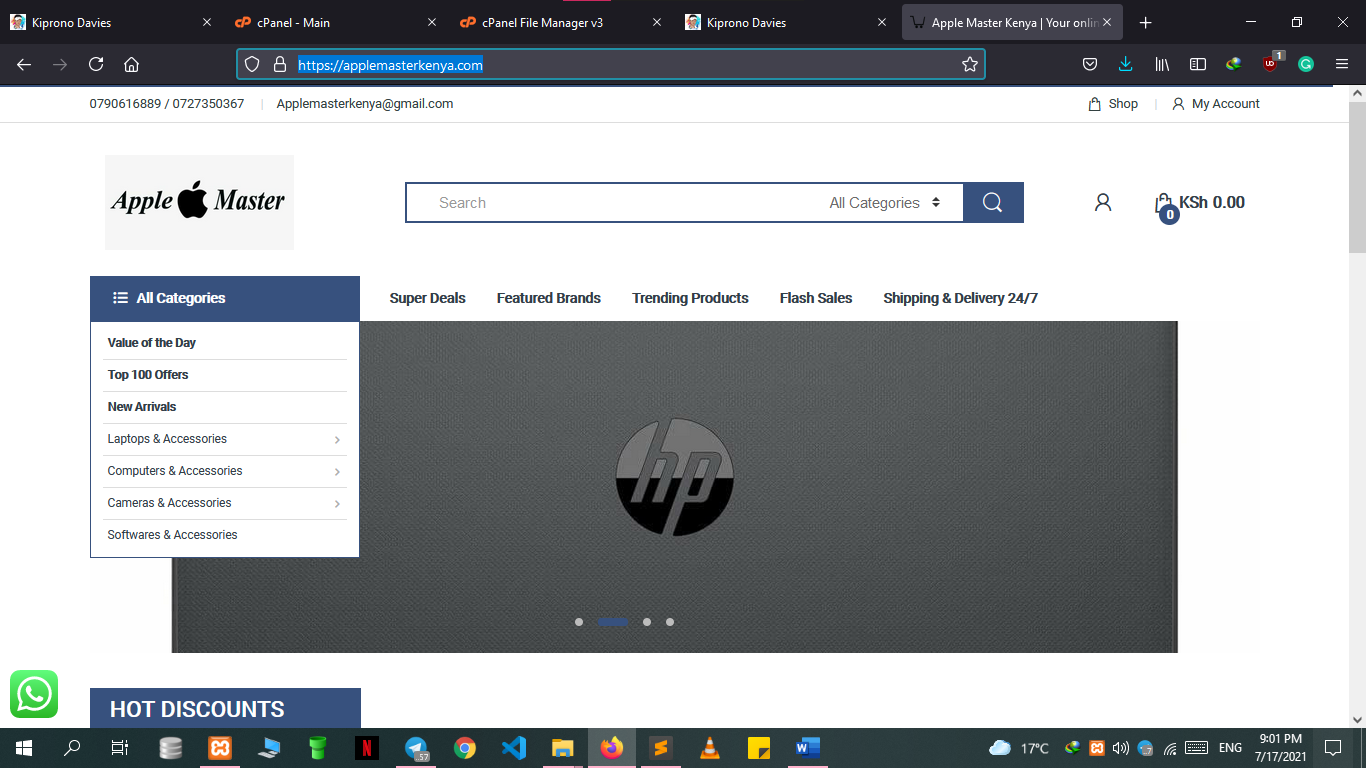 Kiprono Davies
cPanel - Main
cPanel File Manager v3
Kiprono Davies
Apple Master Kenya | Your onlin
https://applemasterkenya.com
1
0790616889 / 0727350367
Applemasterkenya@gmail.com
Shop
My Account
Apple Master
Search
All Categories
0
KSh 0.00
All Categories
Super Deals
Featured Brands
Trending Products
Flash Sales
Shipping & Delivery 24/7
Value of the Day
Top 100 Offers
New Arrivals
Laptops & Accessories
Computers & Accessories
Cameras & Accessories
Softwares & Accessories
hp
HOT DISCOUNTS
57
17°C
ENG
9:01 PM
7/17/2021